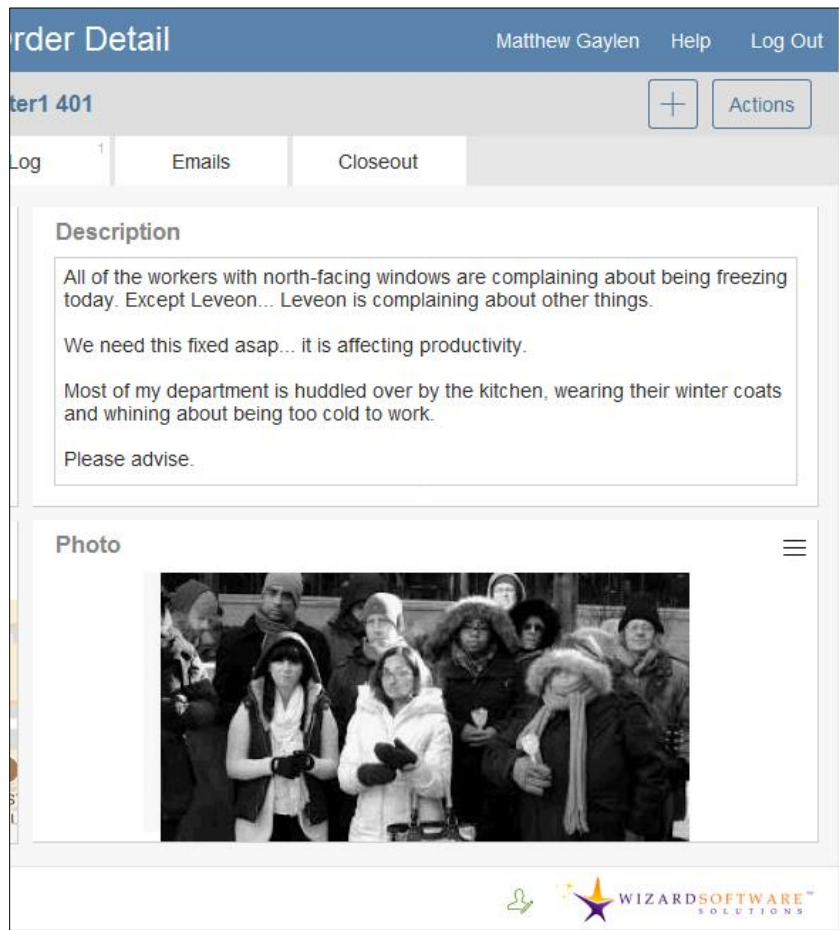 rder Detail
Matthew Gaylen Help Log Out
ter1 401
Actions
Log 1 Emails Closeout
Description
All of the workers with north-facing windows are complaining about being freezing
today. Except Leveon... Leveon is complaining about other things.
We need this fixed asap... it is affecting productivity.
Most of my department is huddled over by the kitchen, wearing their winter coats
and whining about being too cold to work.
Please advise.
Photo
WIZARDSOFTWARE™
SOLUTIONS